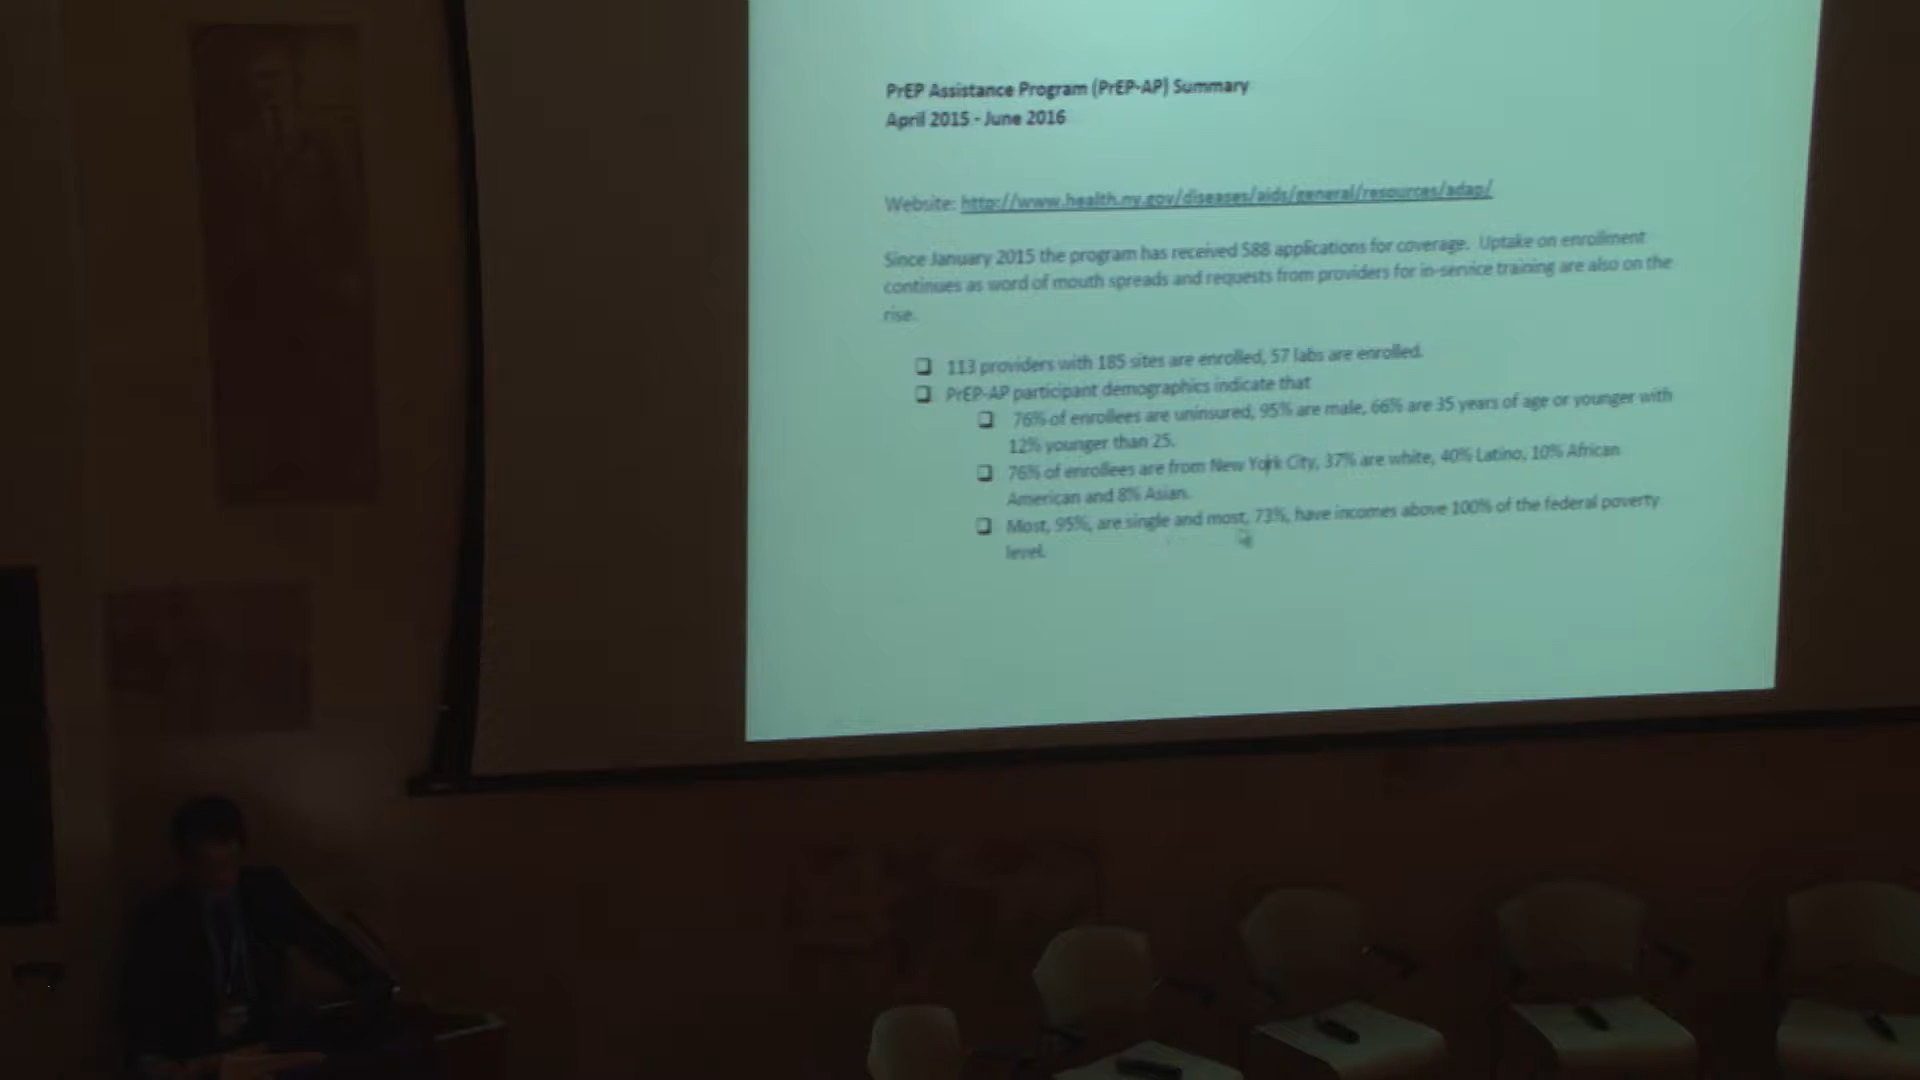 PrEP Assistance Program (PrEP-AP) Summary
April 2015 - June 2016
Website: http://www.health.ny.gov/diseases/aids/general/resources/adap/
Since January 2015 the program has received 588 applications for coverage. Uptake on enrollment
continues as word of mouth spreads and requests from providers for in-service training are also on the
rise.
❑ 113 providers with 185 sites are enrolled, 57 labs are enrolled.
❑ PrEP-AP participant demographics indicate that
❑ 76% of enrollees are uninsured, 95% are male, 66% are 35 years of age or younger with
12% younger than 25.
❑ 76% of enrollees are from New York City, 37% are white, 40% Latino, 10% African
American and 8% Asian.
❑ Most, 95%, are single and most, 73%, have incomes above 100% of the federal poverty
level.